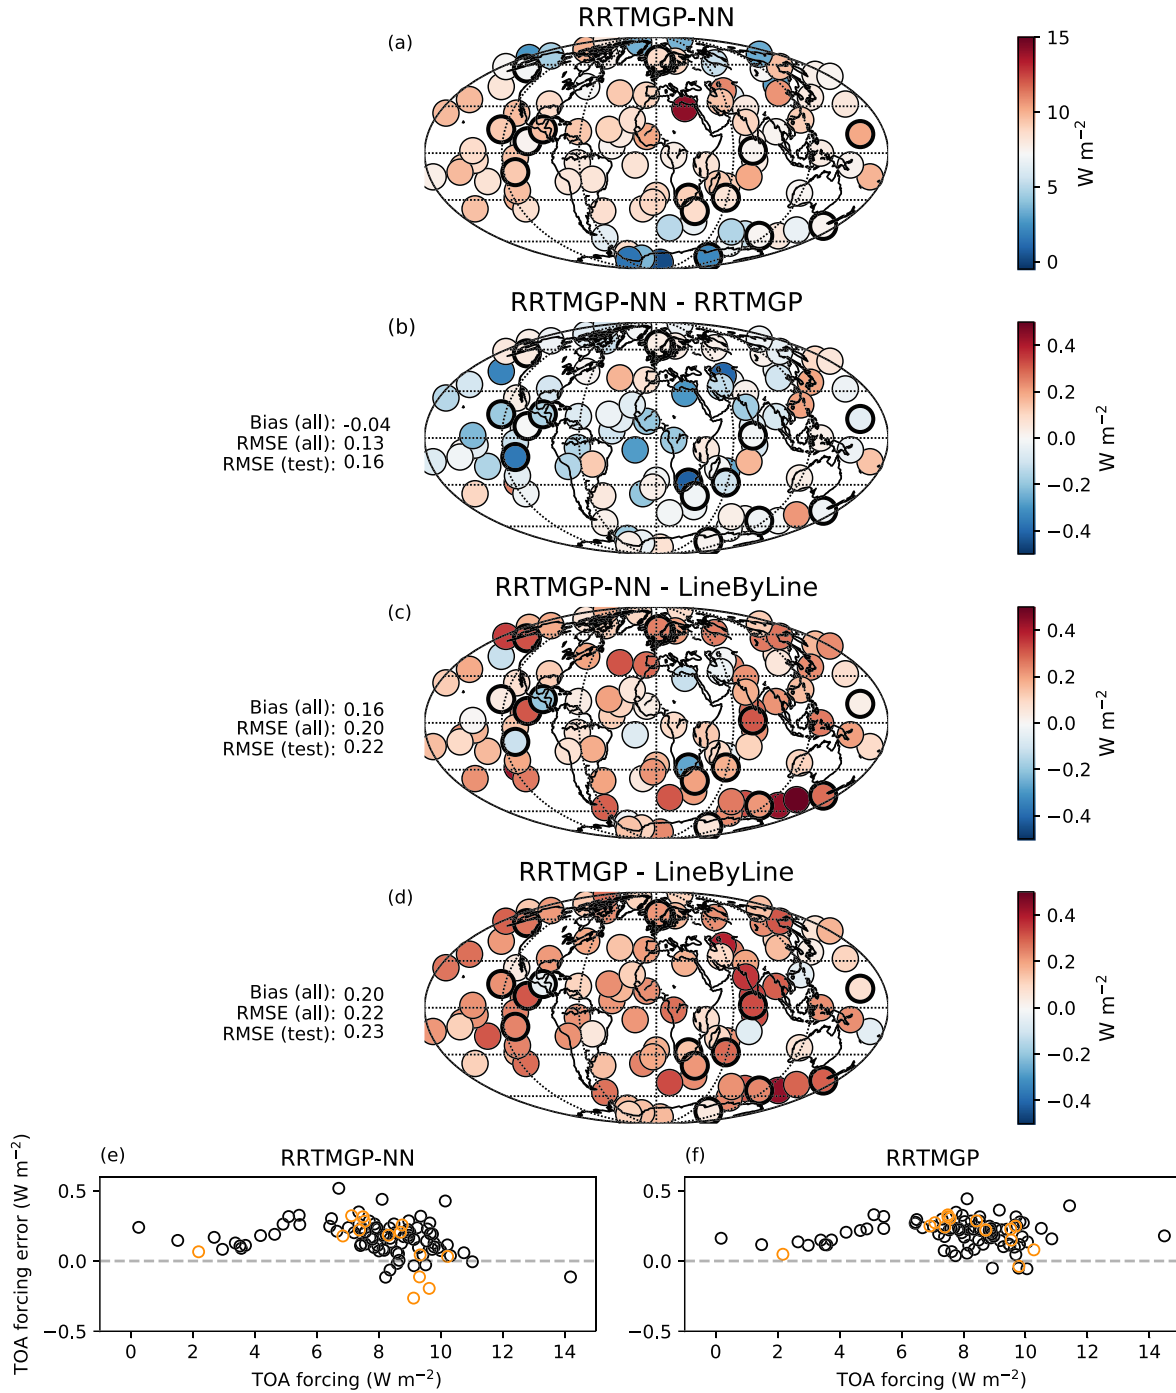 RRTMGP-NN
(a)
15
10
5
0
W m−2
RRTMGP-NN - RRTMGP
(b)
Bias (all): -0.04
RMSE (all): 0.13
RMSE (test): 0.16
0.4
0.2
0.0
−0.2
−0.4
W m−2
RRTMGP-NN - LineByLine
(c)
Bias (all): 0.16
RMSE (all): 0.20
RMSE (test): 0.22
0.4
0.2
0.0
−0.2
−0.4
W m−2
RRTMGP - LineByLine
(d)
Bias (all): 0.20
RMSE (all): 0.22
RMSE (test): 0.23
0.4
0.2
0.0
−0.2
−0.4
W m−2
(e)
RRTMGP-NN
TOA forcing error (W m−2)
0.5
0.0
−0.5
0 2 4 6 8 10 12 14
TOA forcing (W m−2)
(f)
RRTMGP
0.5
0.0
−0.5
0 2 4 6 8 10 12 14
TOA forcing (W m−2)